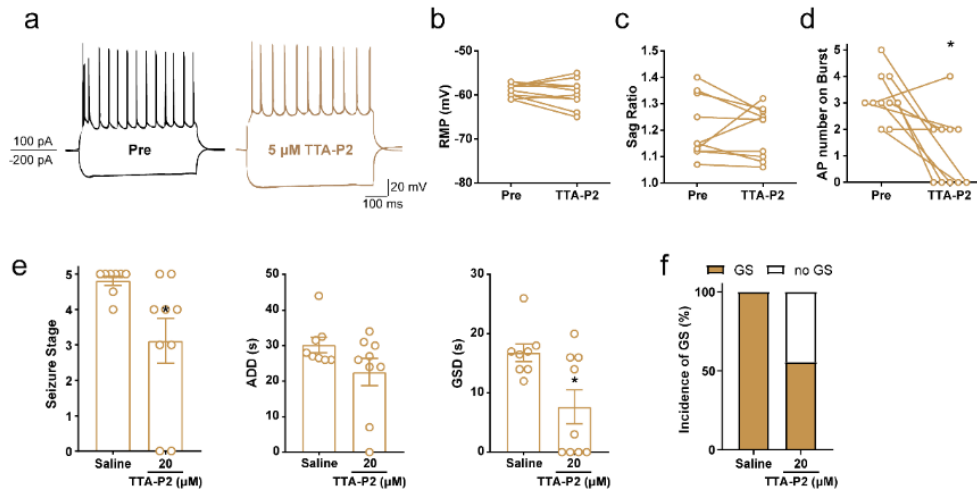 a
Pre
5 μM TTA-P2
100 pA
-200 pA
20 mV
100 ms
b
RMP (mV)
-50
-60
-70
-80
Pre
TTA-P2
c
Sag Ratio
1.5
1.4
1.3
1.2
1.1
1.0
Pre
TTA-P2
d
AP number on Burst
6
5
4
3
2
1
0
*
Pre
TTA-P2
e
Seizure Stage
5
4
3
2
1
0
*
Saline
20
TTA-P2 (μM)
ADD (s)
50
40
30
20
10
0
Saline
20
TTA-P2 (μM)
GSD (s)
30
20
10
0
*
Saline
20
TTA-P2 (μM)
f
GS
no GS
Incidence of GS (%)
100
50
0
Saline
20
TTA-P2 (μM)